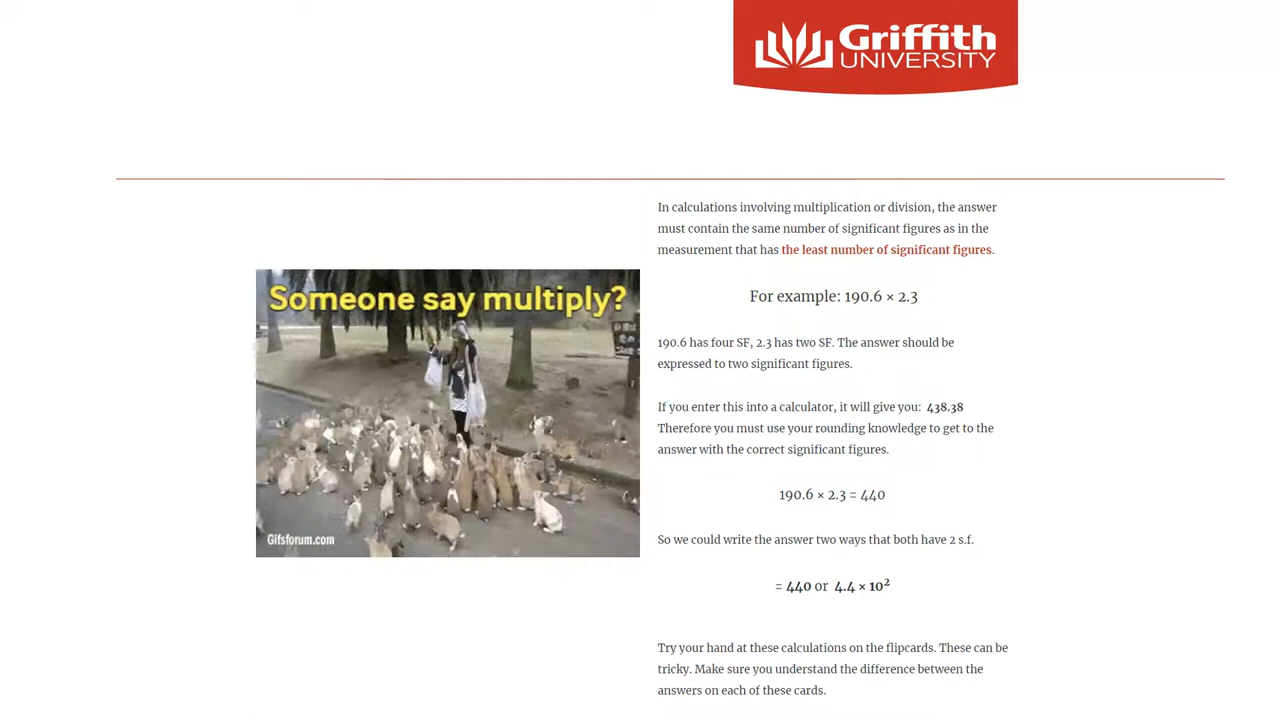 Griffith
UNIVERSITY
In calculations involving multiplication or division, the answer
must contain the same number of significant figures as in the
measurement that has the least number of significant figures.
For example: 190.6 × 2.3
190.6 has four SF, 2.3 has two SF. The answer should be
expressed to two significant figures.
If you enter this into a calculator, it will give you: 438.38
Therefore you must use your rounding knowledge to get to the
answer with the correct significant figures.
190.6 × 2.3 = 440
So we could write the answer two ways that both have 2 s.f.
= 440 or 4.4 × 10²
Try your hand at these calculations on the flipcards. These can be
tricky. Make sure you understand the difference between the
answers on each of these cards.
Someone say multiply?
Gifsforum.com